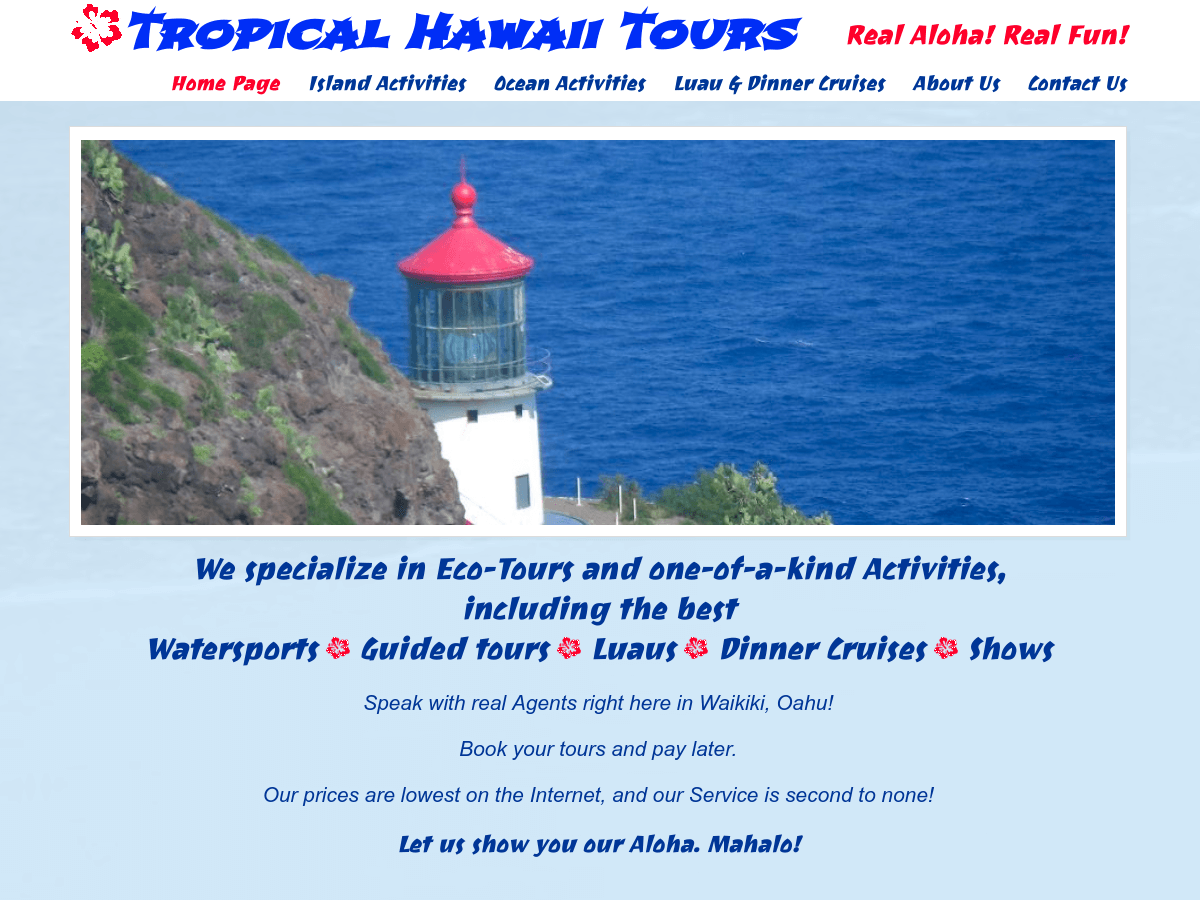 Tropical Hawaii Tours
Real Aloha! Real Fun!
Home Page Island Activities Ocean Activities Luau & Dinner Cruises About Us Contact Us
We specialize in Eco-Tours and one-of-a-kind Activities,
including the best
Watersports Guided tours Luaus Dinner Cruises Shows
Speak with real Agents right here in Waikiki, Oahu!
Book your tours and pay later.
Our prices are lowest on the Internet, and our Service is second to none!
Let us show you our Aloha. Mahalo!